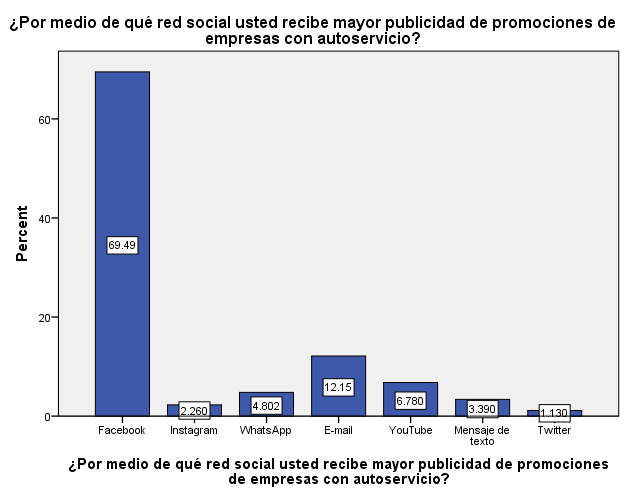 ¿Por medio de qué red social usted recibe mayor publicidad de promociones de
empresas con autoservicio?
Percent
60
40
20
0
69.49
2.260
4.802
12.15
6.780
3.390
1.130
Facebook
Instagram
WhatsApp
E-mail
YouTube
Mensaje de
texto
Twitter
¿Por medio de qué red social usted recibe mayor publicidad de promociones
de empresas con autoservicio?